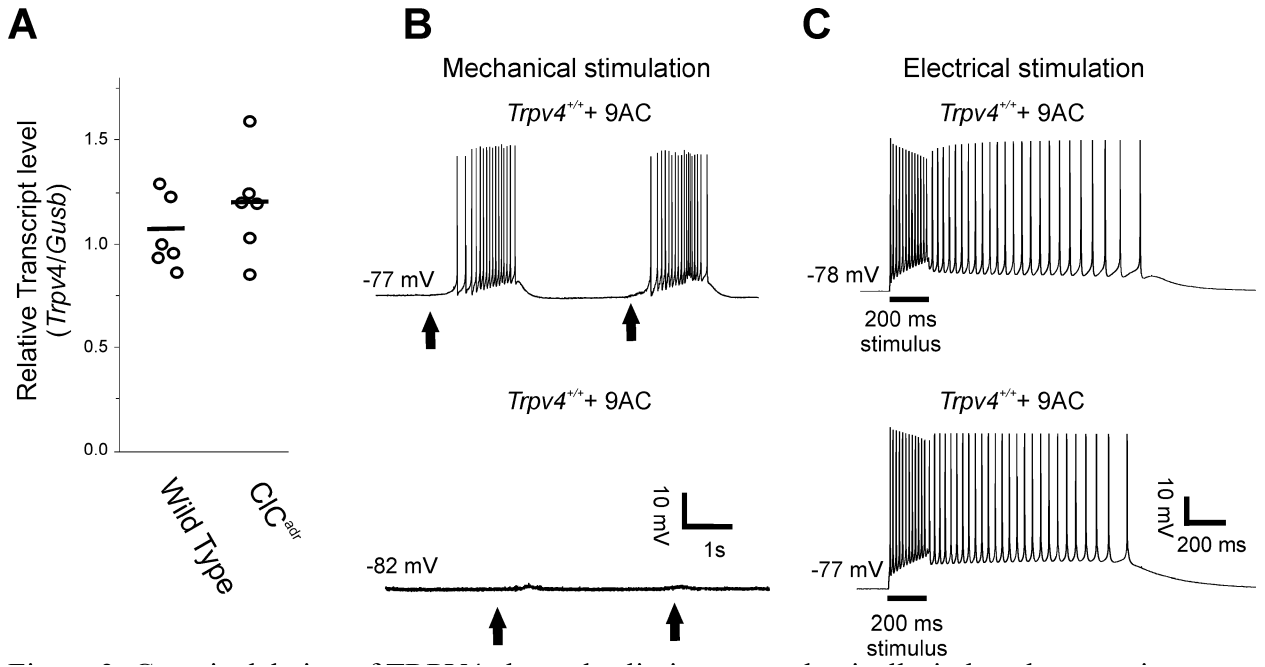 A
Relative Transcript level
(Trpv4/Gusb)
1.5
1.0
0.5
0.0
Wild Type
ClCadr
B
Mechanical stimulation
Trpv4+/++ 9AC
-77 mV
Trpv4+/++ 9AC
10 mV
1s
-82 mV
C
Electrical stimulation
Trpv4+/++ 9AC
-78 mV
200 ms
stimulus
Trpv4+/++ 9AC
10 mV
200 ms
-77 mV
200 ms
stimulus